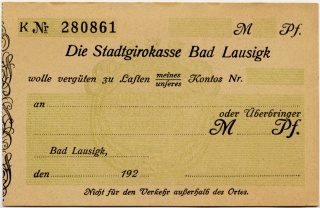 K № 280861 M Pf.
Die Stadtgirokasse Bad Lausigk
wolle vergüten zu Lasten meines Kontos Nr.
unseres
an
oder Überbringer
M Pf.
Bad Lausigk,
den 192
Nicht für den Verkehr außerhalb des Ortes.